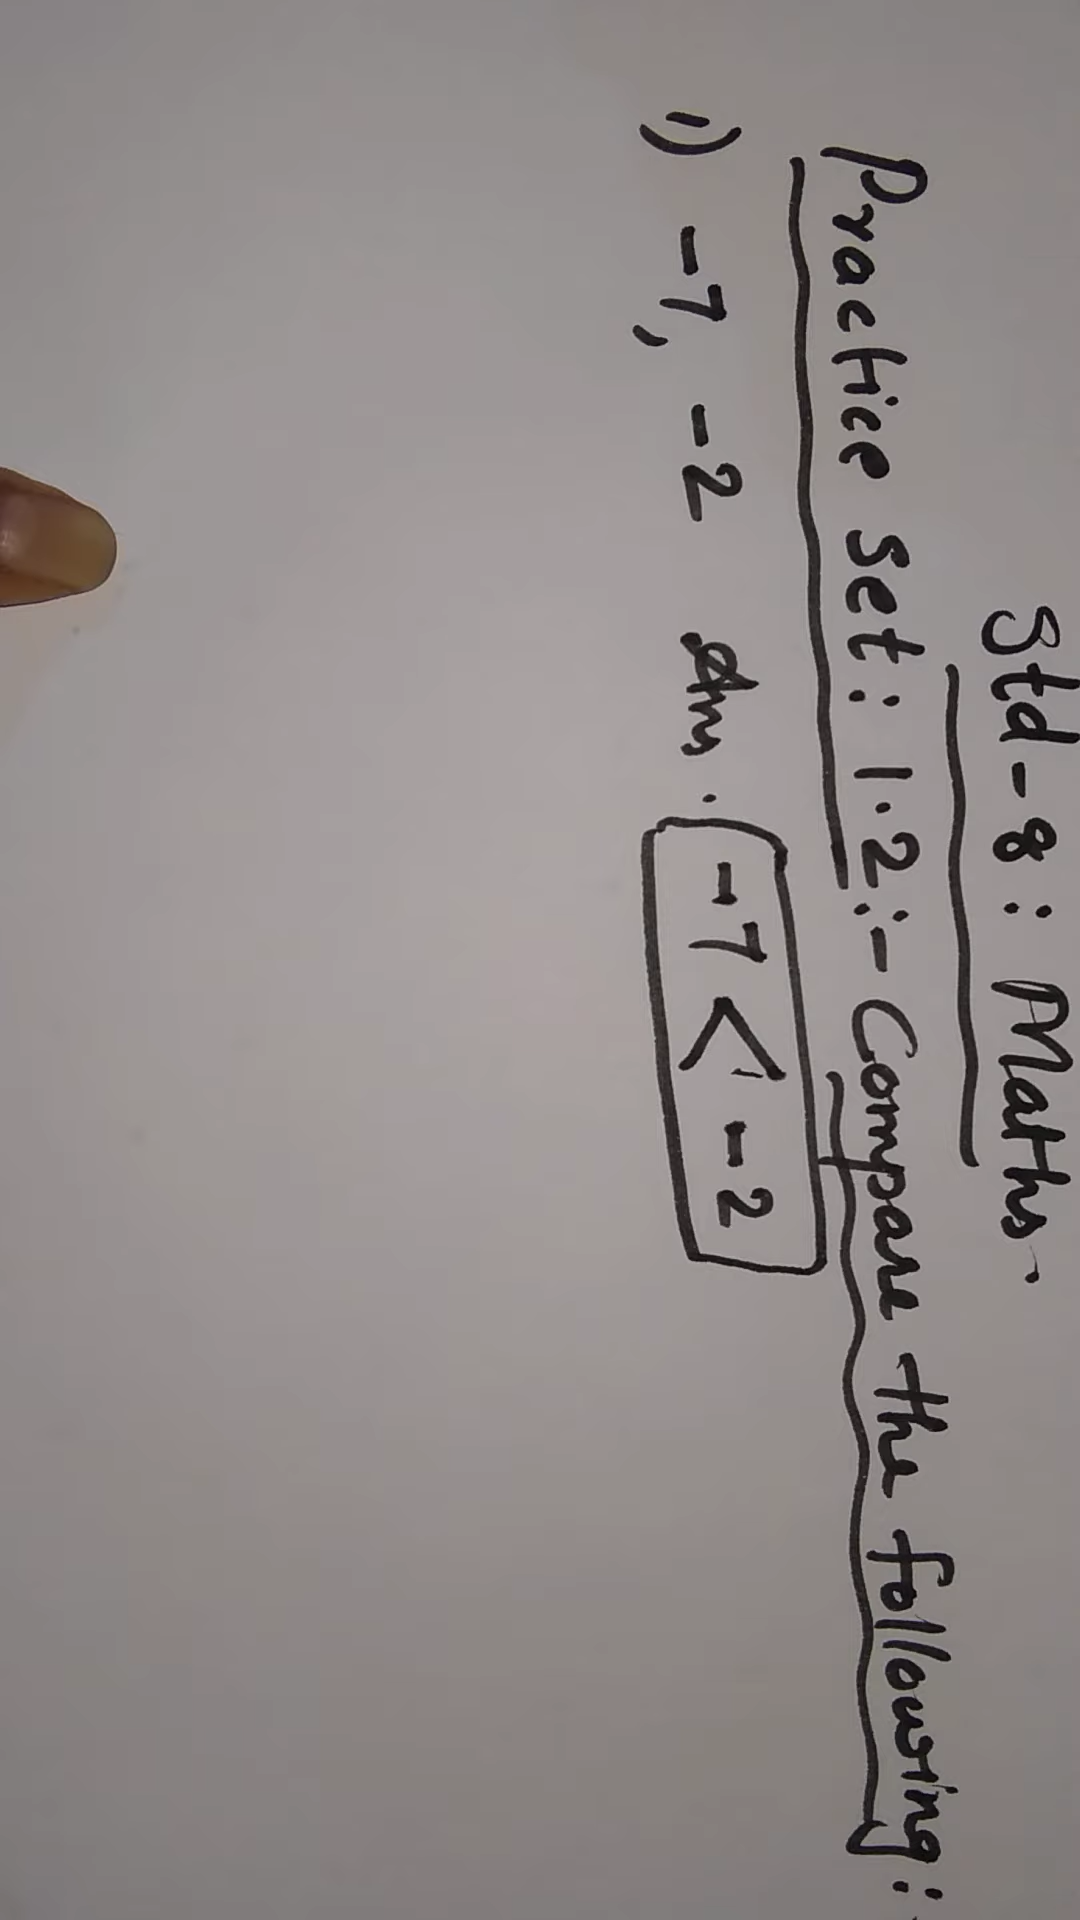 Std-8: Maths.
Practice Set: 1.2:- Compare the following:-
1) -7, -2 Ans. -7 < -2